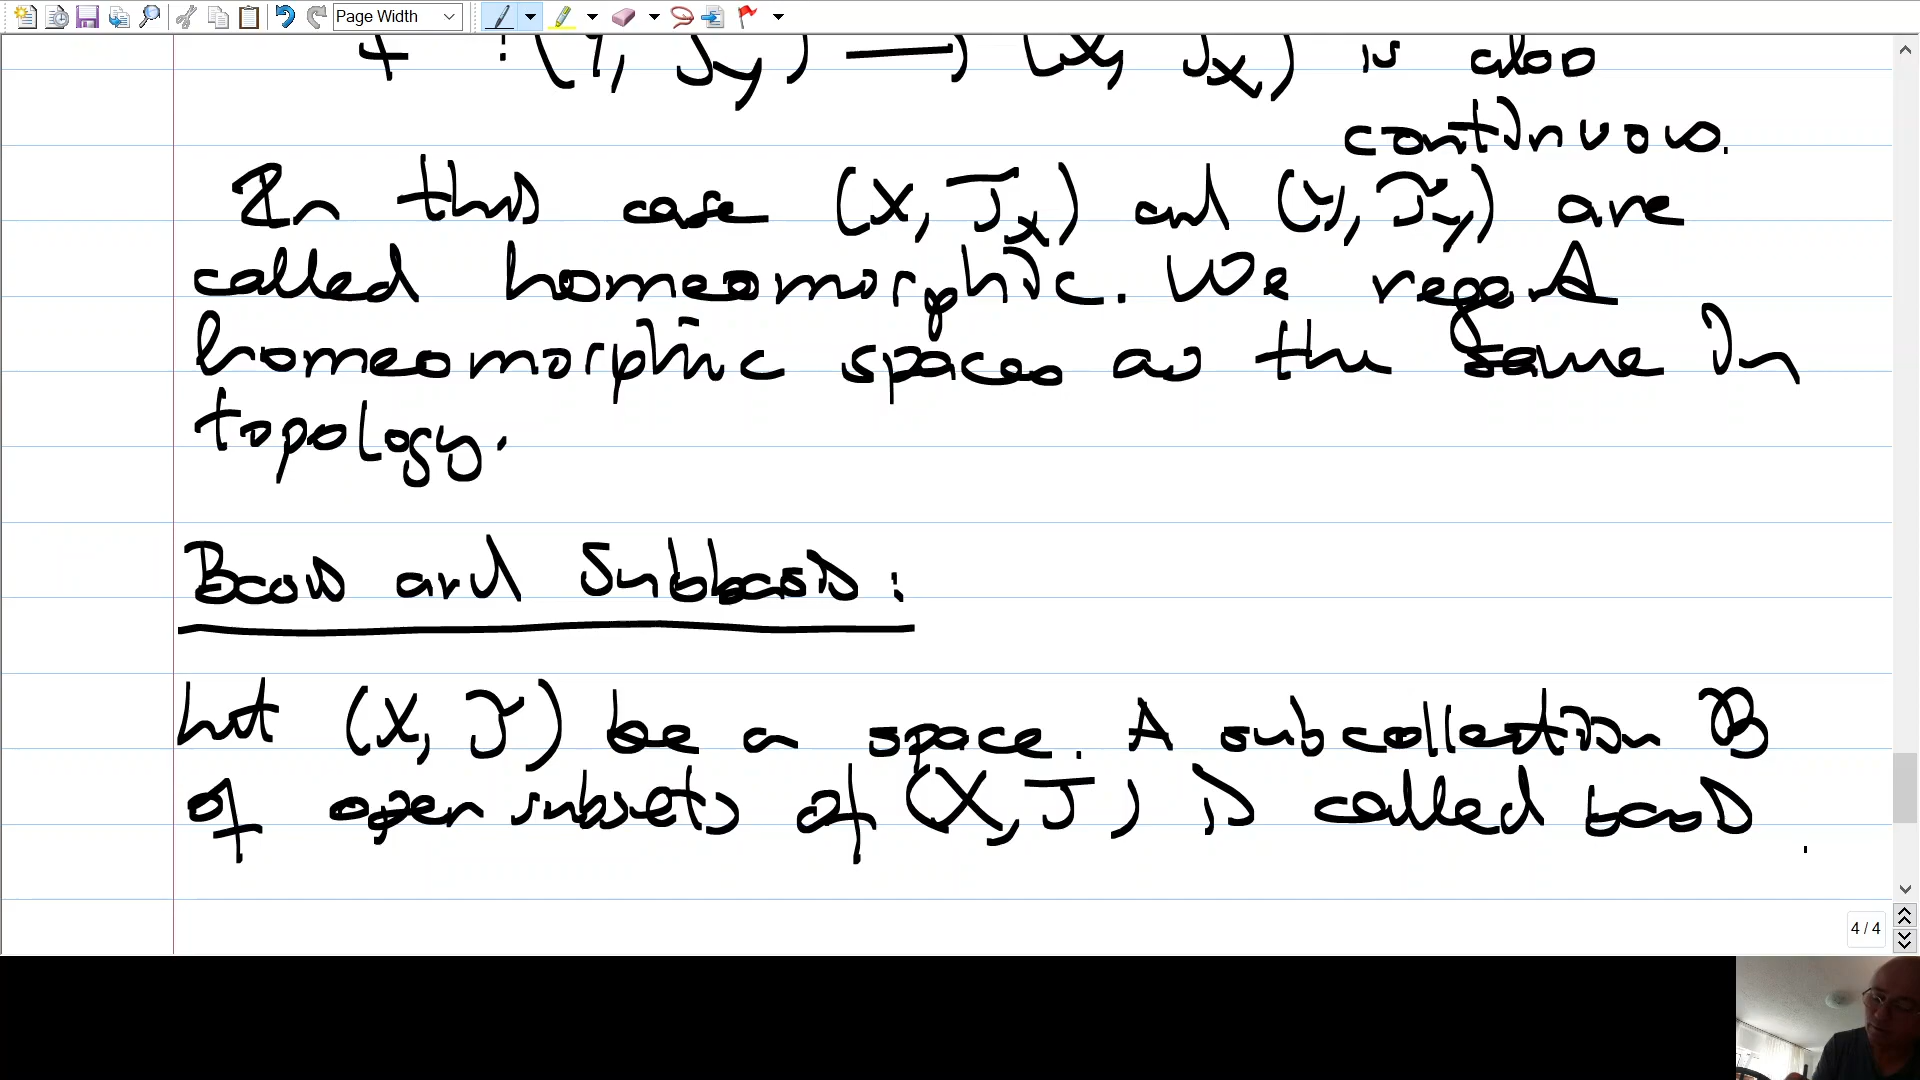 Page Width
: (Y, J_Y) → (X, J_X) is also
continuous.
In this case (X, J_X) and (Y, J_Y) are
called homeomorphic. We regard
homeomorphic spaces as the same in
topology.
Basis and Subbasis:
Let (X, J) be a space. A subcollection B
of open subsets of (X, J) is called basis
4 / 4